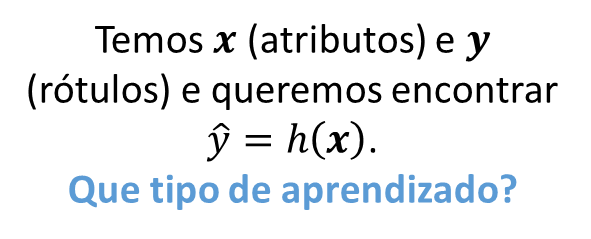 Temos x (atributos) e y
(rótulos) e queremos encontrar
ŷ = h(x).
Que tipo de aprendizado?